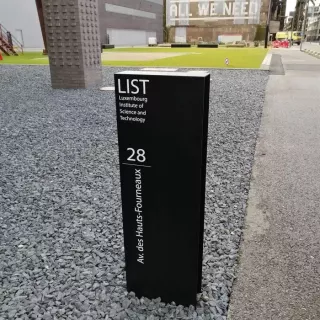 ALL WE NEED
LIST
Luxembourg
Institute of
Science and
Technology
28
Av. des Hauts-Fourneaux